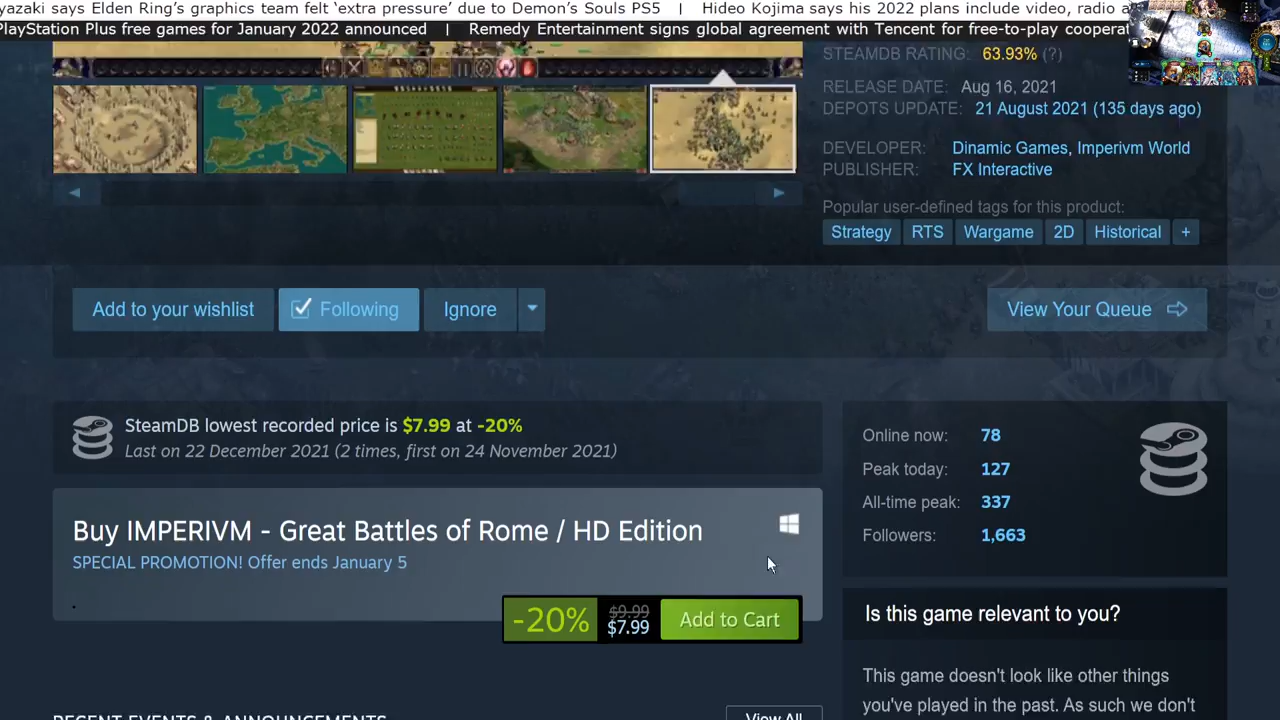 yazaki says Elden Ring's graphics team felt 'extra pressure' due to Demon's Souls PS5 | Hideo Kojima says his 2022 plans include video, radio
PlayStation Plus free games for January 2022 announced | Remedy Entertainment signs global agreement with Tencent for free-to-play
STEAMDB RATING: 63.93% (?)
RELEASE DATE: Aug 16, 2021
DEPOTS UPDATE: 21 August 2021 (135 days ago)
DEVELOPER: Dinamic Games, Imperivm World
PUBLISHER: FX Interactive
Popular user-defined tags for this product:
Strategy RTS Wargame 2D Historical +
Add to your wishlist Following Ignore View Your Queue
SteamDB lowest recorded price is $7.99 at -20%
Last on 22 December 2021 (2 times, first on 24 November 2021)
Online now: 78
Peak today: 127
All-time peak: 337
Followers: 1,663
Buy IMPERIVM - Great Battles of Rome / HD Edition
SPECIAL PROMOTION! Offer ends January 5
.
-20% $9.99 $7.99 Add to Cart
Is this game relevant to you?
This game doesn't look like other things
you've played in the past. As such we don't
RECENT EVENTS & ANNOUNCEMENTS View All